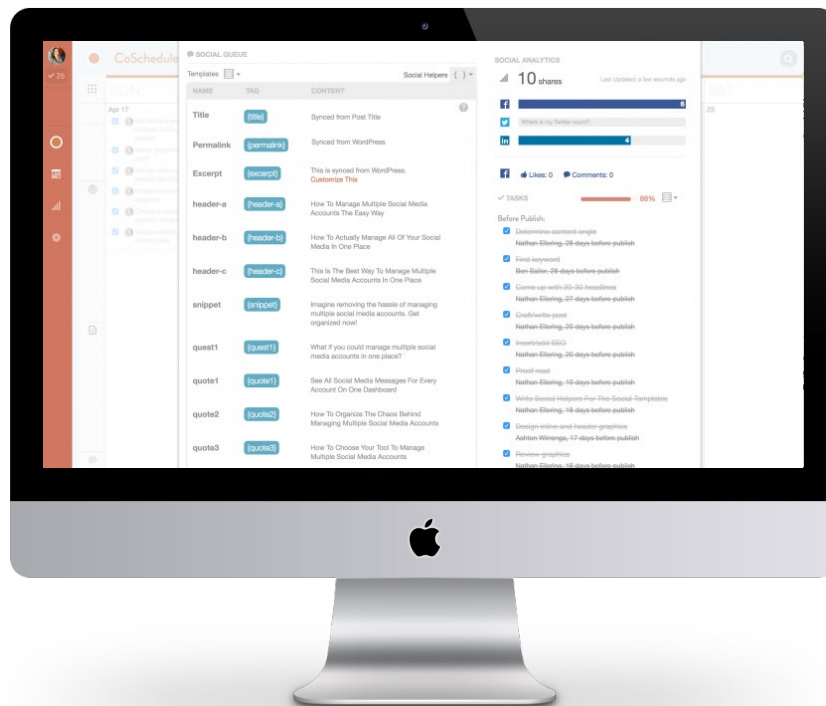 CoSchedule
26
SUN
SAT
Apr 17
23
SOCIAL QUEUE
Templates
Social Helpers { }
NAME TAG CONTENT
Title {title} Synced from Post Title
Permalink {permalink} Synced from WordPress
Excerpt {excerpt} This is synced from WordPress.
Customize This
header-a {header-a} How To Manage Multiple Social Media
Accounts The Easy Way
header-b {header-b} How To Actually Manage All Of Your Social
Media In One Place
header-c {header-c} This Is The Best Way To Manage Multiple
Social Media Accounts In One Place
snippet {snippet} Imagine removing the hassle of managing
multiple social media accounts. Get
organized now!
quest1 {quest1} What if you could manage multiple social
media accounts in one place?
quote1 {quote1} See All Social Media Messages For Every
Account On One Dashboard
quote2 {quote2} How To Organize The Chaos Behind
Managing Multiple Social Media Accounts
quote3 {quote3} How To Choose Your Tool To Manage
Multiple Social Media Accounts
SOCIAL ANALYTICS
10 shares Last Updated: a few seconds ago
6
Where is my Twitter count?
4
Likes: 0 Comments: 0
TASKS 88%
Before Publish:
Determine content angle
Nathan Ellering, 28 days before publish
Find keyword
Ben Sailer, 28 days before publish
Come up with 20-30 headlines
Nathan Ellering, 27 days before publish
Craft/write post
Nathan Ellering, 20 days before publish
Insert/add SEO
Nathan Ellering, 20 days before publish
Proof read
Nathan Ellering, 19 days before publish
Write Social Helpers For The Social Templates
Nathan Ellering, 18 days before publish
Design inline and header graphics
Ashton Wirrenga, 17 days before publish
Review graphics
Nathan Ellering, 16 days before publish